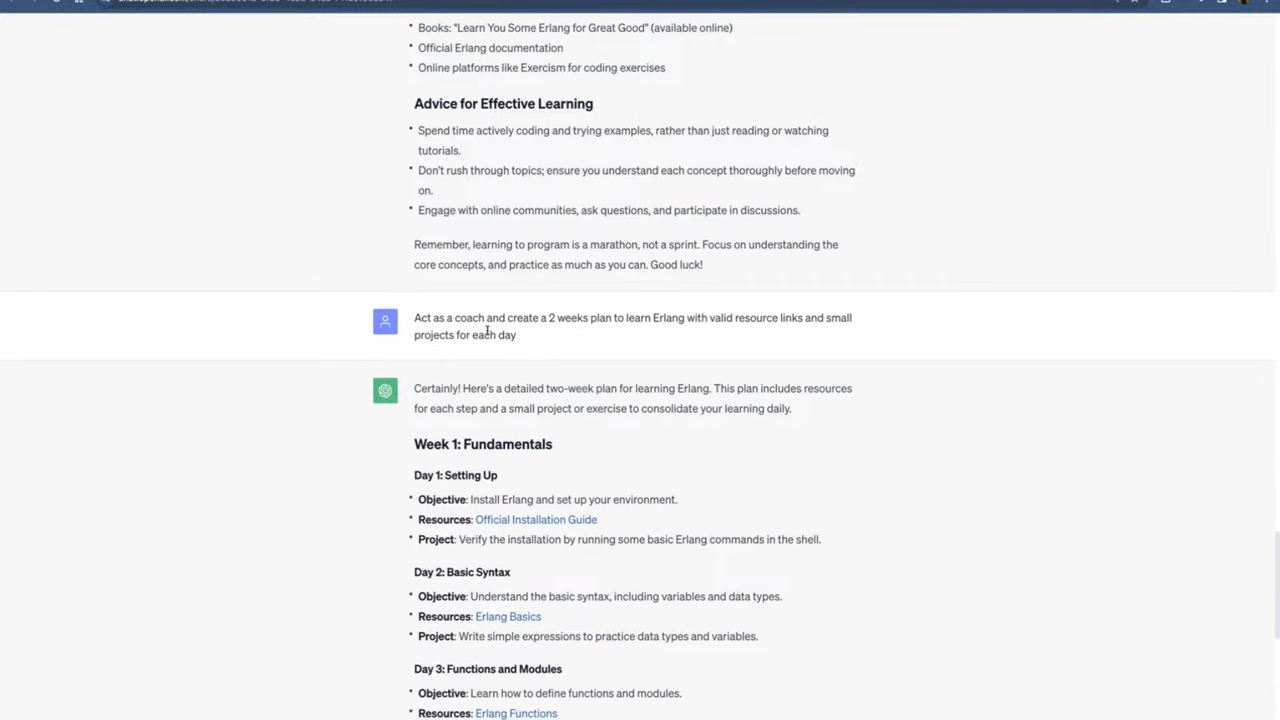 Books: "Learn You Some Erlang for Great Good" (available online)
Official Erlang documentation
Online platforms like Exercism for coding exercises
Advice for Effective Learning
Spend time actively coding and trying examples, rather than just reading or watching
tutorials.
Don't rush through topics; ensure you understand each concept thoroughly before moving
on.
Engage with online communities, ask questions, and participate in discussions.
Remember, learning to program is a marathon, not a sprint. Focus on understanding the
core concepts, and practice as much as you can. Good luck!
Act as a coach and create a 2 weeks plan to learn Erlang with valid resource links and small
projects for each day
Certainly! Here's a detailed two-week plan for learning Erlang. This plan includes resources
for each step and a small project or exercise to consolidate your learning daily.
Week 1: Fundamentals
Day 1: Setting Up
Objective: Install Erlang and set up your environment.
Resources: Official Installation Guide
Project: Verify the installation by running some basic Erlang commands in the shell.
Day 2: Basic Syntax
Objective: Understand the basic syntax, including variables and data types.
Resources: Erlang Basics
Project: Write simple expressions to practice data types and variables.
Day 3: Functions and Modules
Objective: Learn how to define functions and modules.
Resources: Erlang Functions